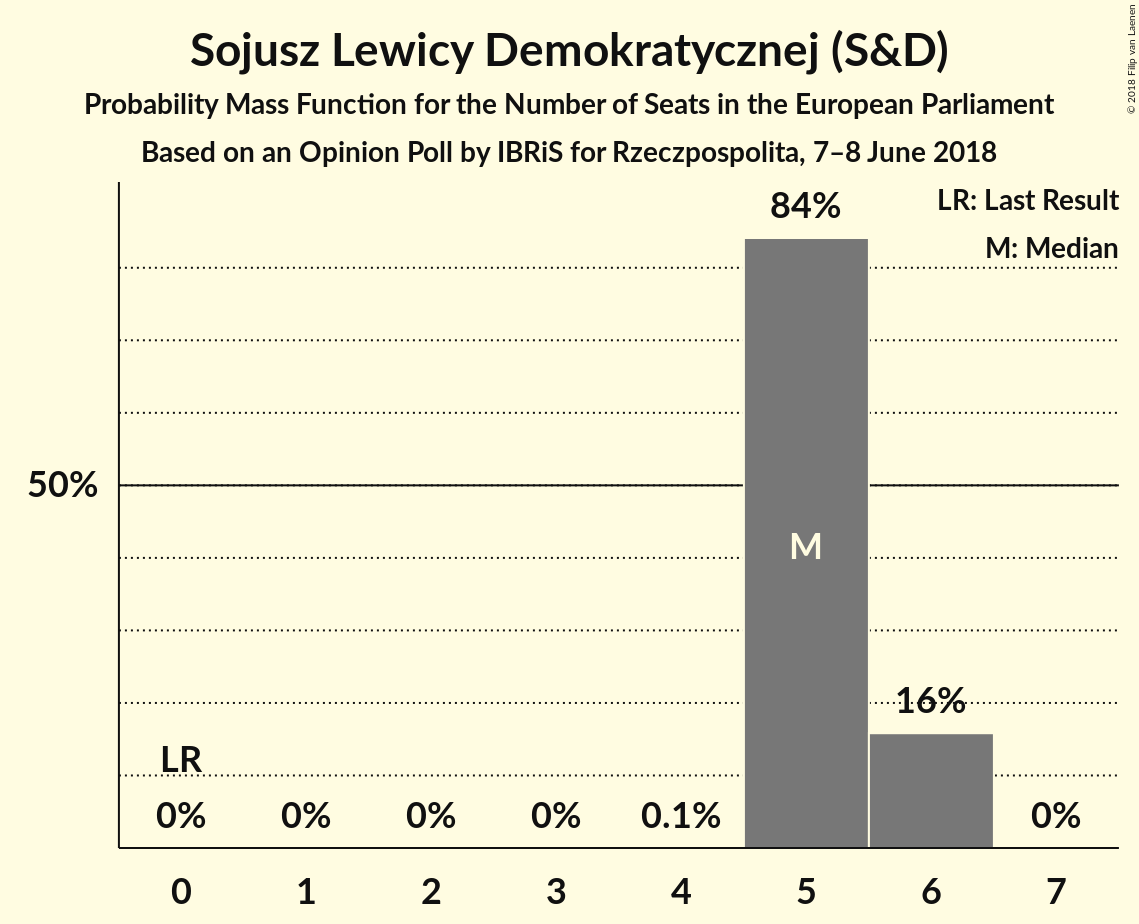 Sojusz Lewicy Demokratycznej (S&D)
Probability Mass Function for the Number of Seats in the European Parliament
Based on an Opinion Poll by IBRiS for Rzeczpospolita, 7–8 June 2018
© 2018 Filip van Laenen
LR: Last Result
M: Median
84%
50%
M
16%
LR
0% 0% 0% 0% 0.1% 0%
0 1 2 3 4 5 6 7